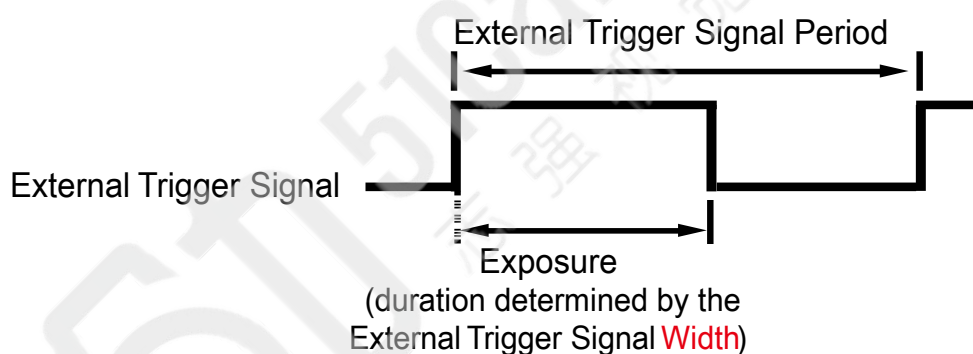 External Trigger Signal Period
External Trigger Signal
Exposure
(duration determined by the
External Trigger Signal Width)